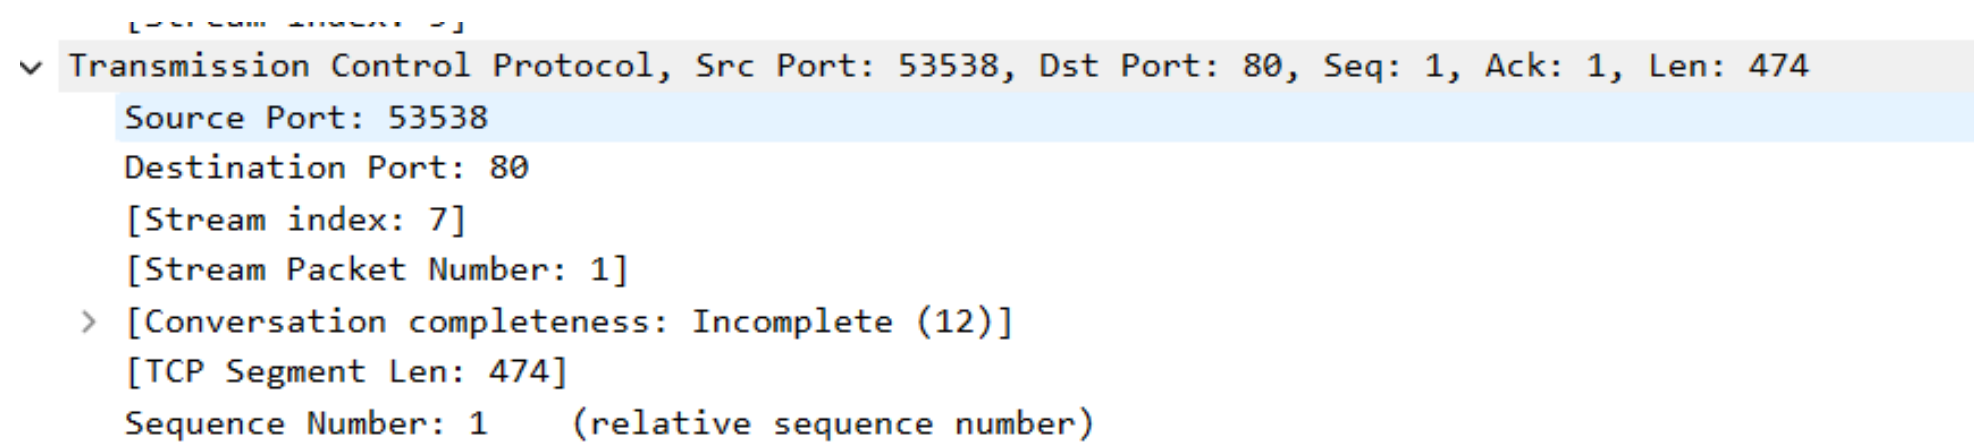 Transmission Control Protocol, Src Port: 53538, Dst Port: 80, Seq: 1, Ack: 1, Len: 474
Source Port: 53538
Destination Port: 80
[Stream index: 7]
[Stream Packet Number: 1]
[Conversation completeness: Incomplete (12)]
[TCP Segment Len: 474]
Sequence Number: 1    (relative sequence number)